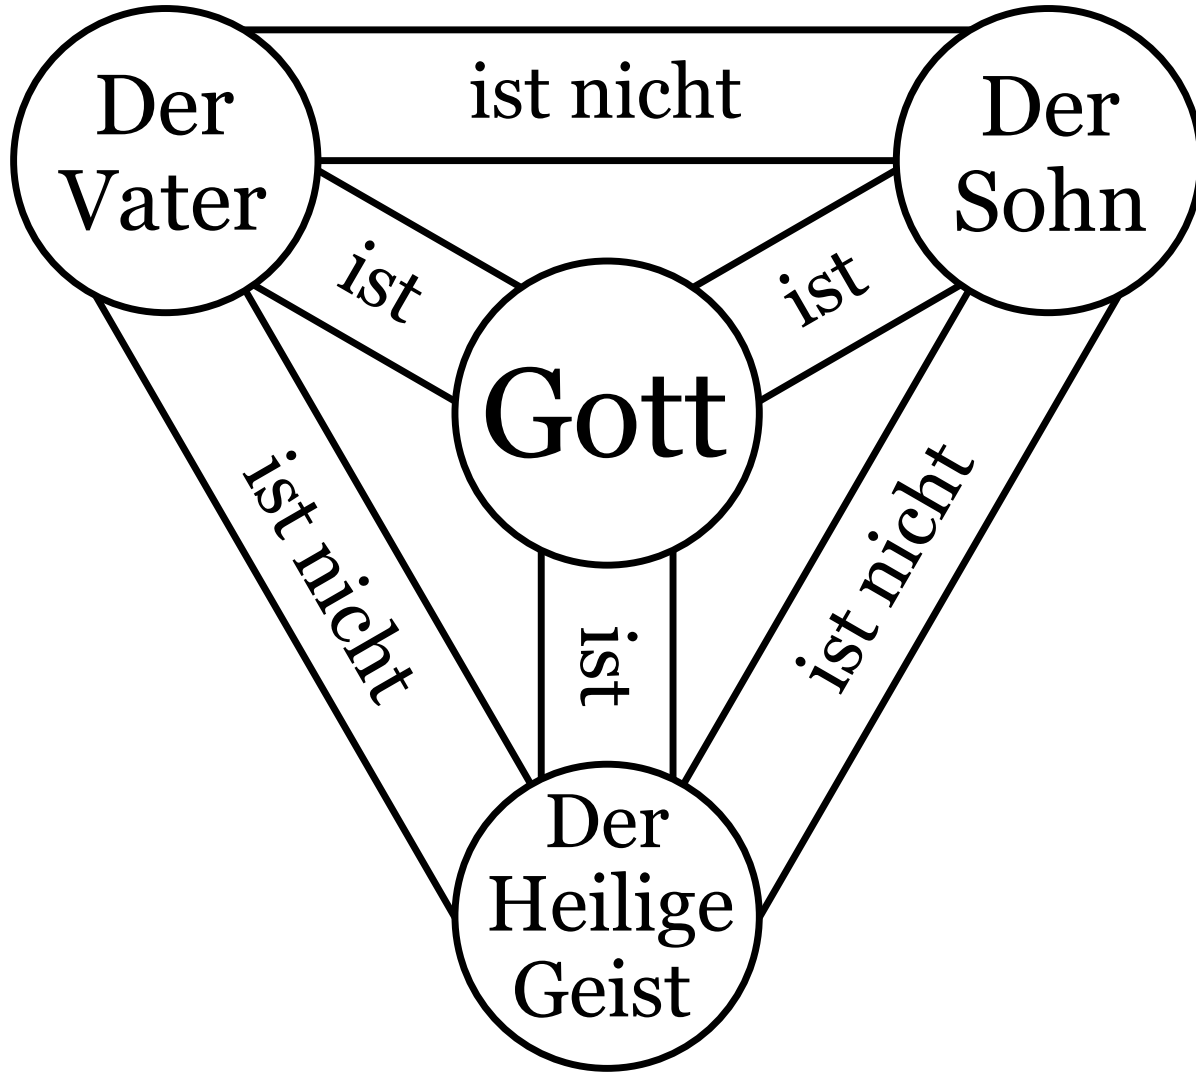 Der
Vater
ist nicht
Der
Sohn
ist
ist
Gott
ist nicht
ist nicht
ist
Der
Heilige
Geist